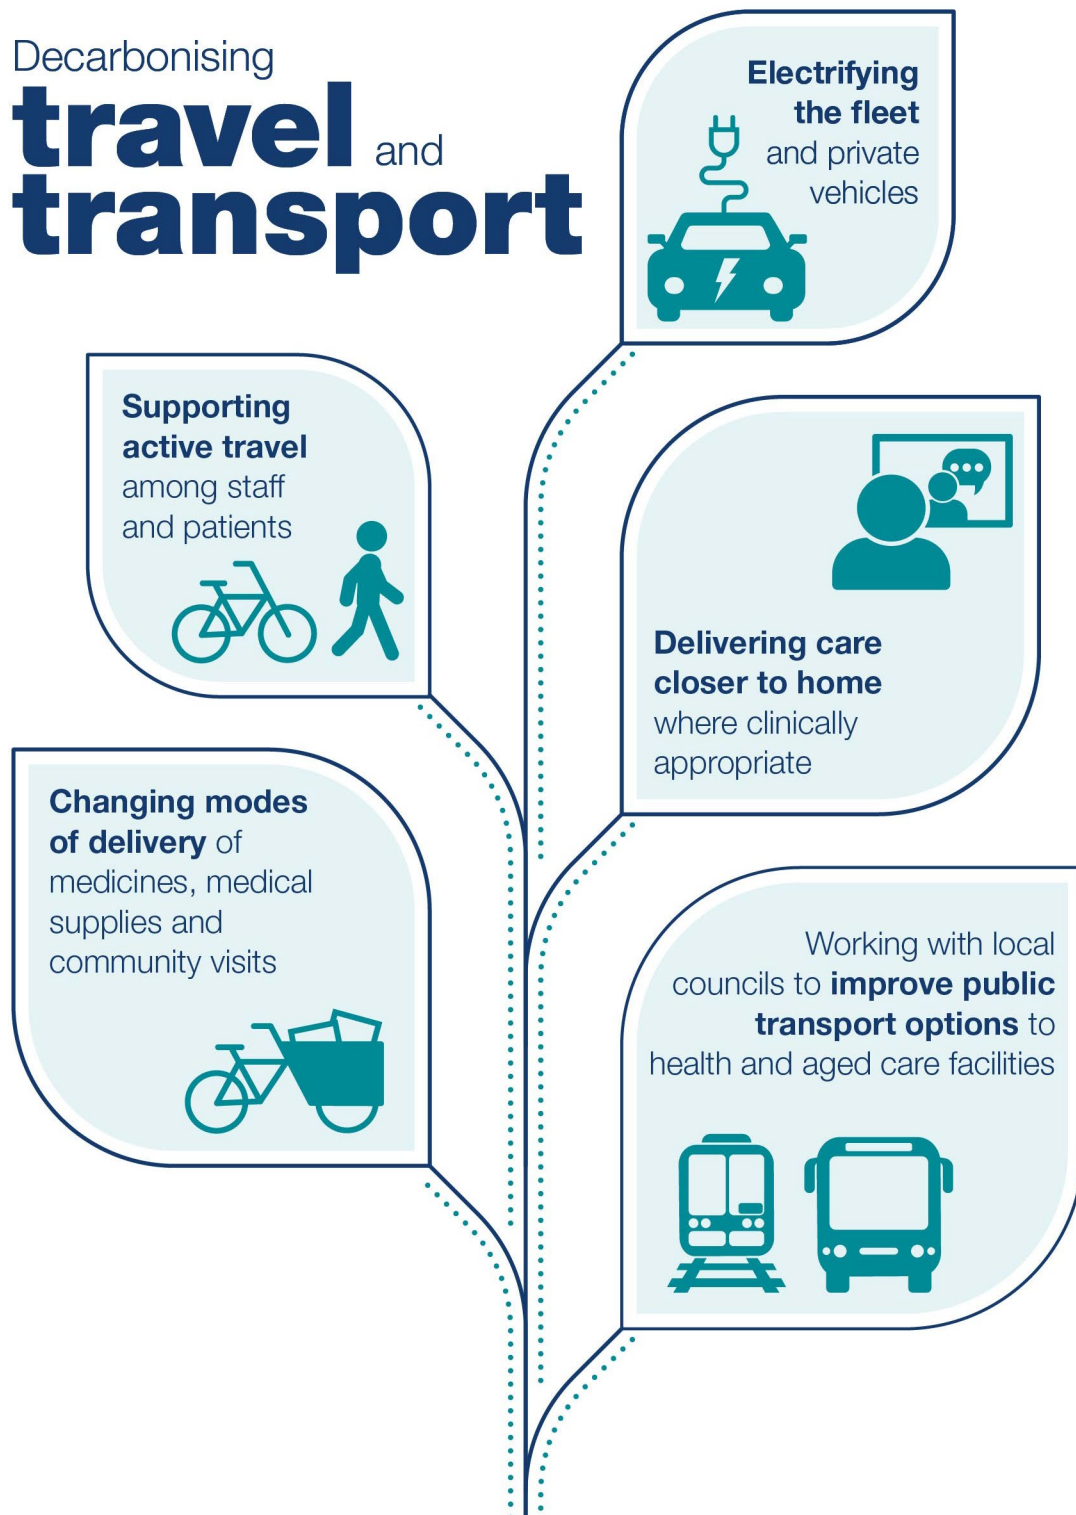 Decarbonising
travel and
transport
Electrifying
the fleet
and private
vehicles
Supporting
active travel
among staff
and patients
Delivering care
closer to home
where clinically
appropriate
Changing modes
of delivery of
medicines, medical
supplies and
community visits
Working with local
councils to improve public
transport options to
health and aged care facilities